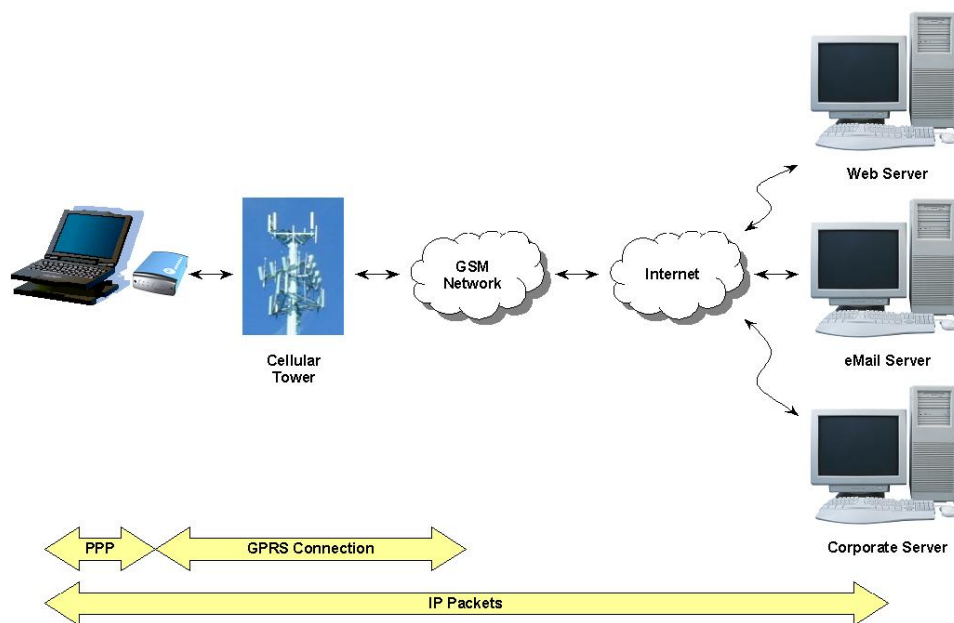 Web Server
GSM
Network
Internet
Cellular
Tower
eMail Server
Corporate Server
PPP
GPRS Connection
IP Packets